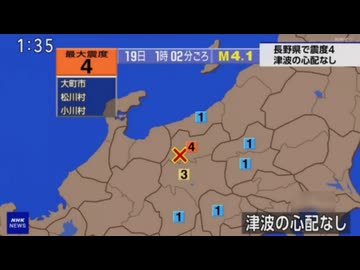 1:35
最大震度
4
大町市
松川村
小川村
19日 1時02分ごろ M4.1
長野県で震度4
津波の心配なし
1
4
1
3
1
1
1
津波の心配なし
NHK
NEWS